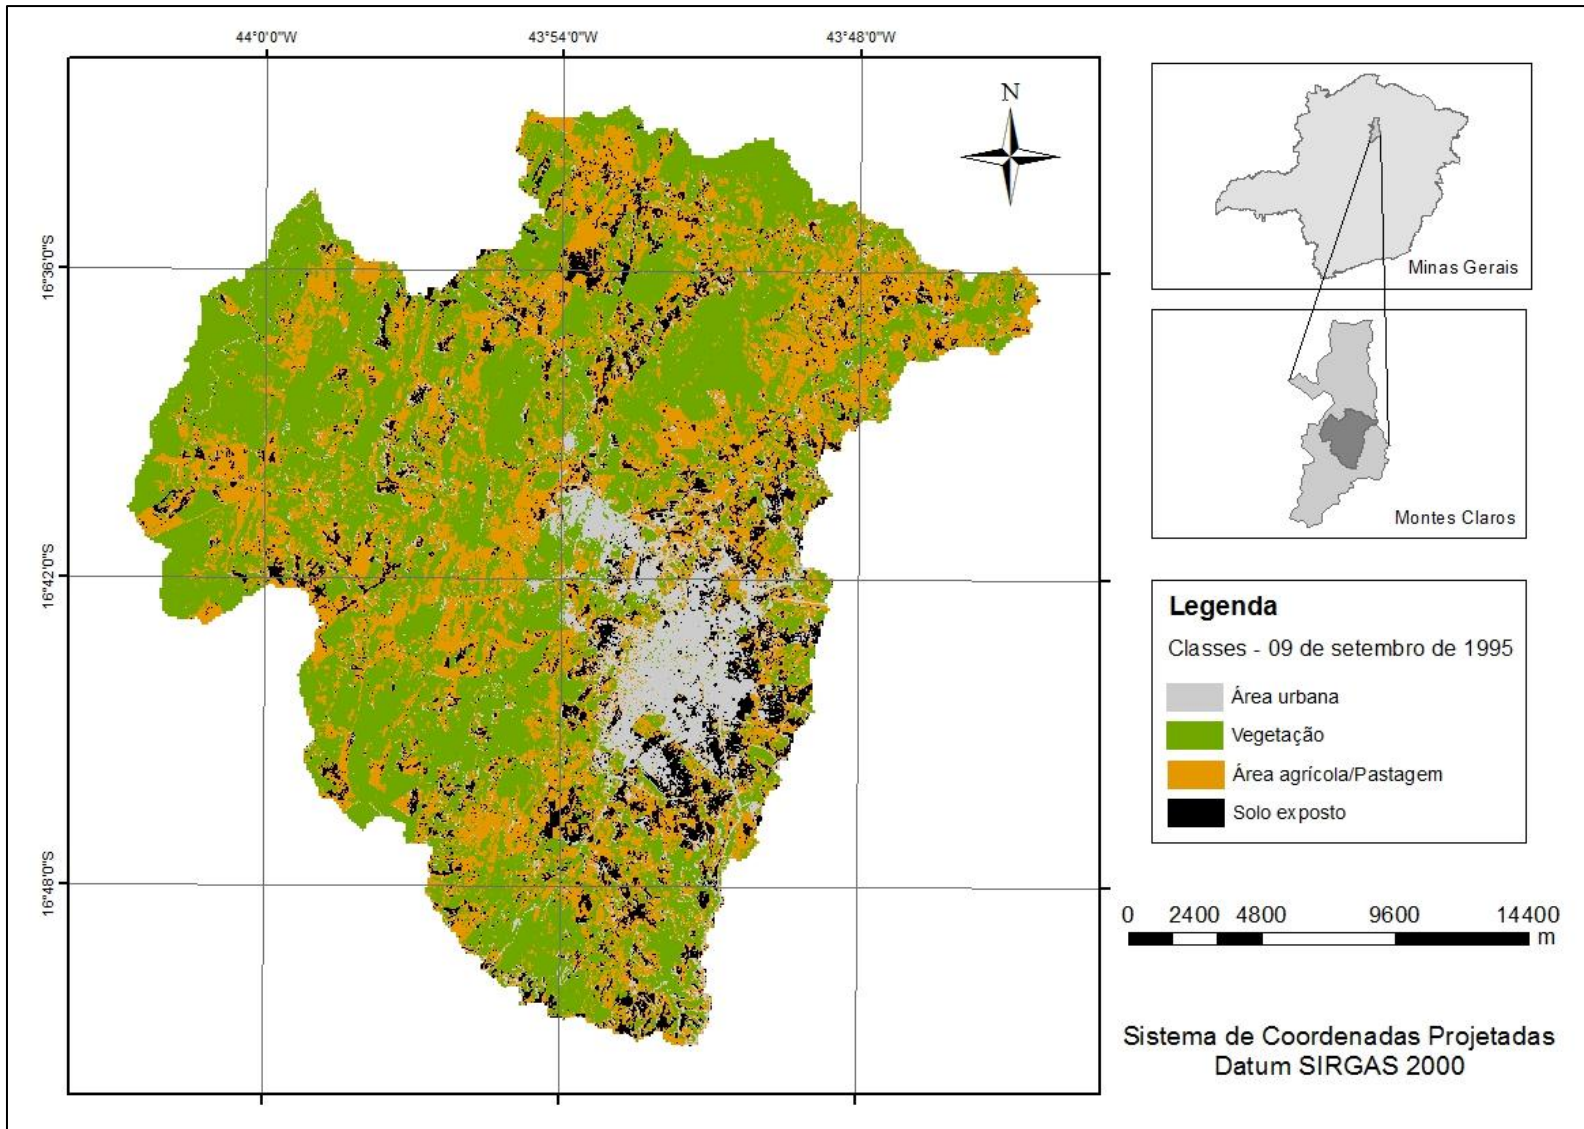 44°0'0"W
43°54'0"W
43°48'0"W
16°36'0"S
16°42'0"S
16°48'0"S
N
Minas Gerais
Montes Claros
Legenda
Classes - 09 de setembro de 1995
Área urbana
Vegetação
Área agrícola/Pastagem
Solo exposto
0 2400 4800 9600 14400
m
Sistema de Coordenadas Projetadas
Datum SIRGAS 2000